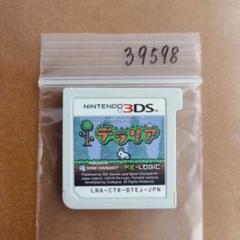 39598
NINTENDO 3DS
テラリア
SPIKE CHUNSOFT RE-LOGIC
LNA-CTR-BTEJ-JPN